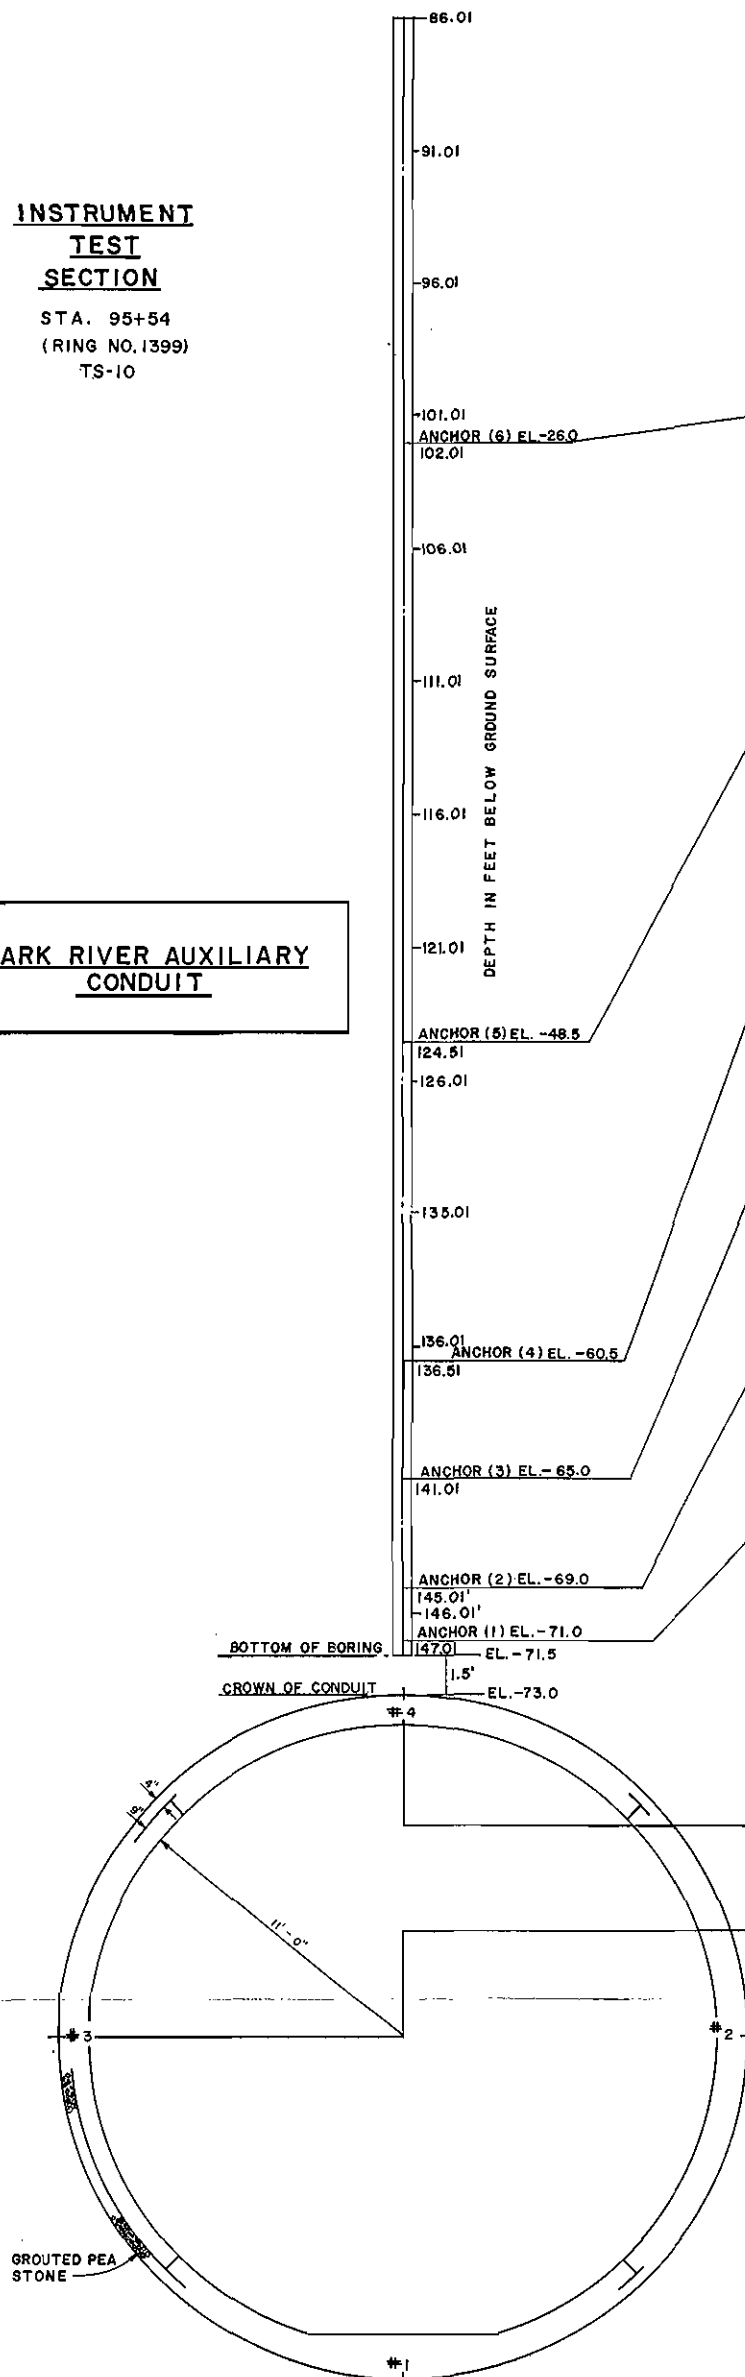 86.01
91.01
INSTRUMENT
TEST
SECTION
STA. 95+54
(RING NO. 1399)
TS-10
96.01
101.01
ANCHOR (6) EL.-26.0
102.01
106.01
DEPTH IN FEET BELOW GROUND SURFACE
111.01
116.01
121.01
ARK RIVER AUXILIARY
CONDUIT
ANCHOR (5) EL. -48.5
124.51
126.01
135.01
136.01
ANCHOR (4) EL. -60.5
136.51
ANCHOR (3) EL.- 65.0
141.01
ANCHOR (2) EL.-69.0
145.01'
146.01'
ANCHOR (1) EL.-71.0
BOTTOM OF BORING
147.01
EL. -71.5
1.5'
CROWN OF CONDUIT
EL.-73.0
#4
4"
9"
11'-0"
#3
#2
GROUTED PEA
STONE
#1